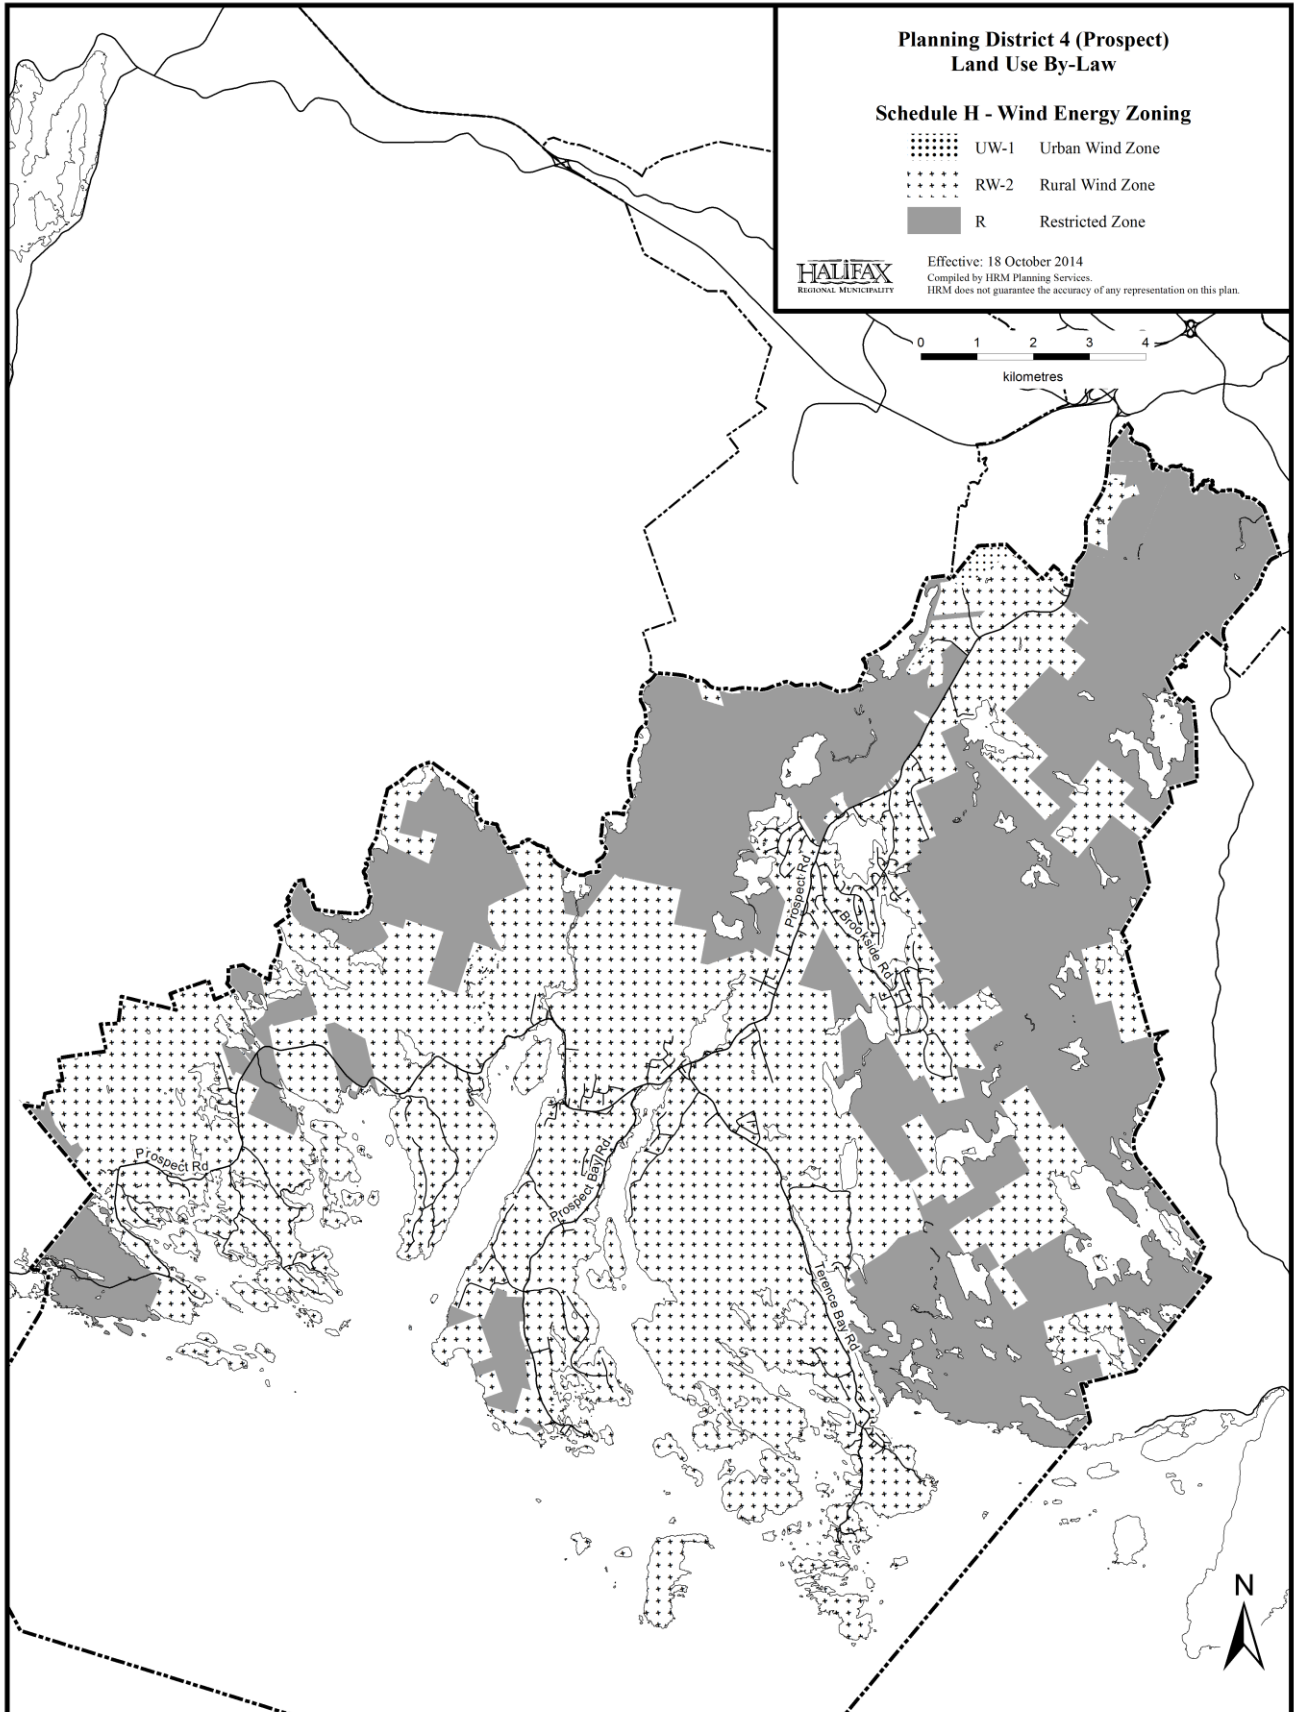 Planning District 4 (Prospect)
Land Use By-Law
Schedule H - Wind Energy Zoning
UW-1 Urban Wind Zone
RW-2 Rural Wind Zone
R Restricted Zone
HALIFAX
REGIONAL MUNICIPALITY
Effective: 18 October 2014
Compiled by HRM Planning Services.
HRM does not guarantee the accuracy of any representation on this plan.
0 1 2 3 4
kilometres
Prospect Rd
Brookside Rd
Prospect Rd
Prospect Bay Rd
Terence Bay Rd
N